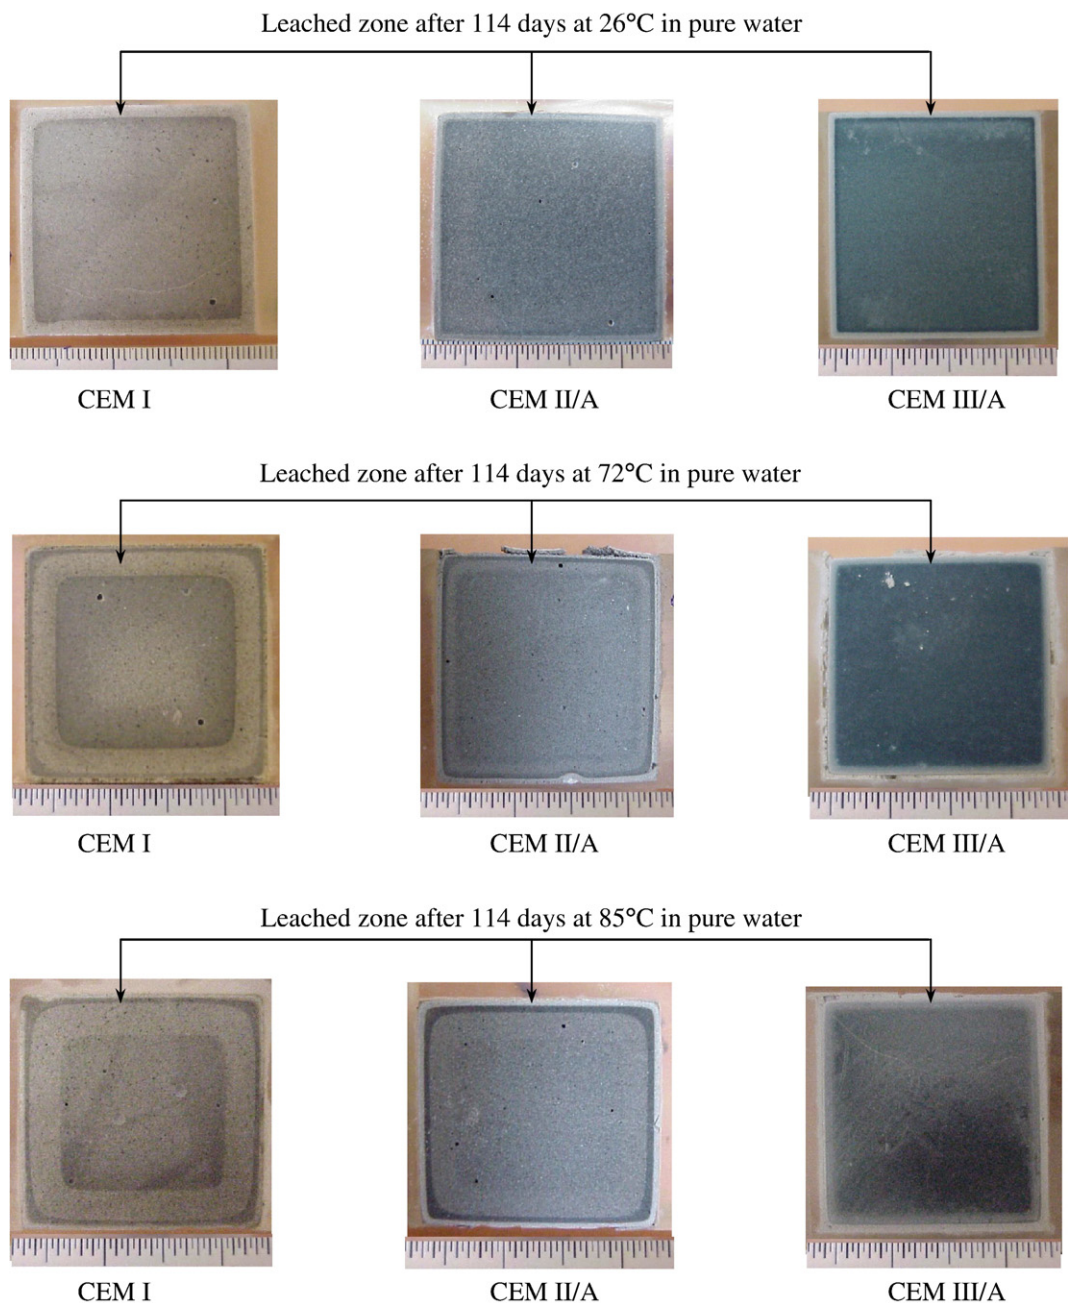 Leached zone after 114 days at 26°C in pure water
CEM I
CEM II/A
CEM III/A
Leached zone after 114 days at 72°C in pure water
CEM I
CEM II/A
CEM III/A
Leached zone after 114 days at 85°C in pure water
CEM I
CEM II/A
CEM III/A